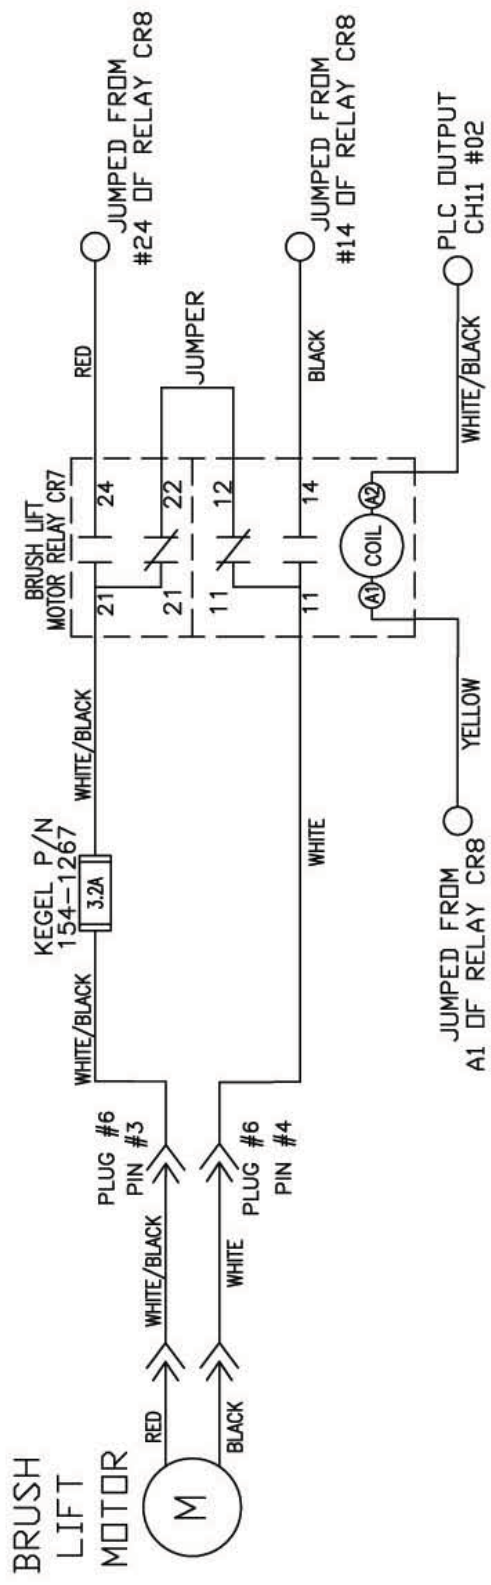 BRUSH
LIFT
MOTOR
M
RED
BLACK
WHITE/BLACK
WHITE
PLUG #6
PIN #3
PLUG #6
PIN #4
WHITE/BLACK
KEGEL P/N
154-1267
3.2A
WHITE/BLACK
WHITE
BRUSH LIFT
MOTOR RELAY CR7
21
24
21
22
11
12
11
14
A1
COIL
A2
JUMPER
RED
BLACK
JUMPED FROM
#24 OF RELAY CR8
JUMPED FROM
#14 OF RELAY CR8
YELLOW
JUMPED FROM
A1 OF RELAY CR8
WHITE/BLACK
PLC OUTPUT
CH11 #02